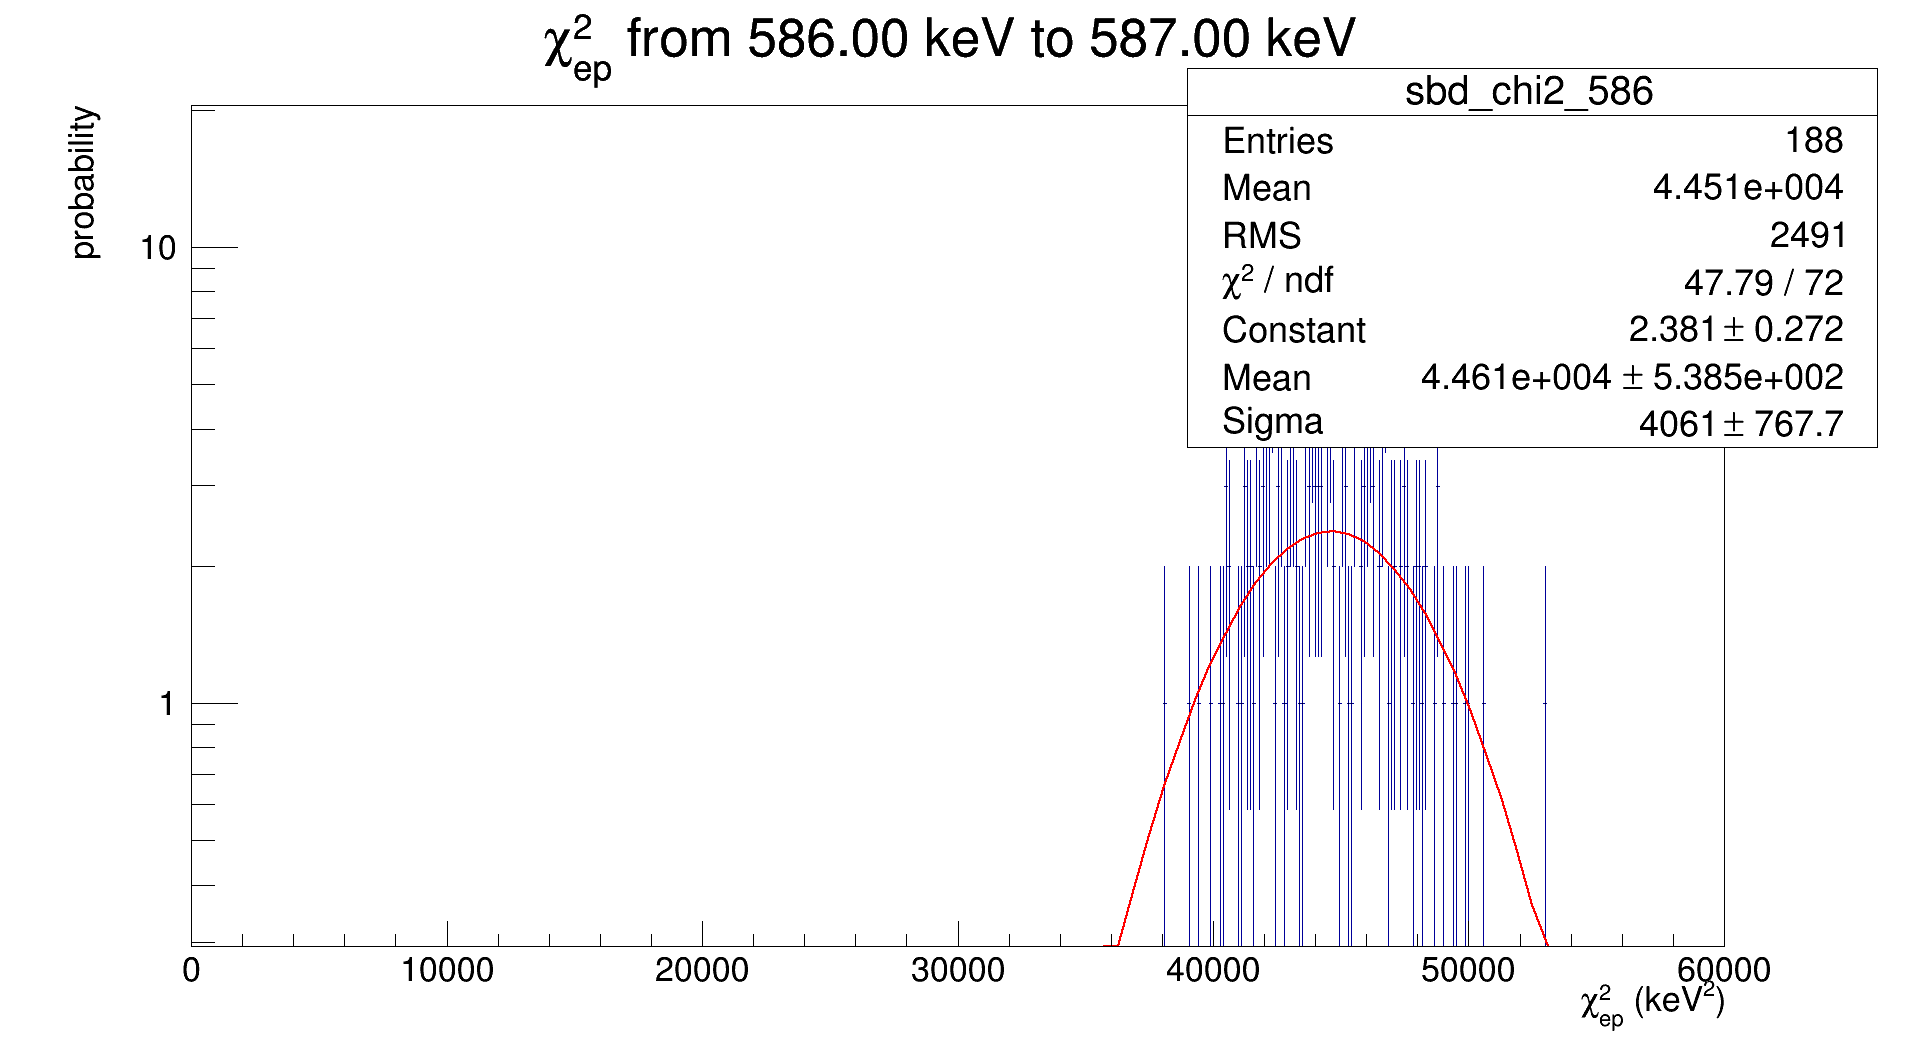 χ²ep from 586.00 keV to 587.00 keV
sbd_chi2_586
Entries 188
Mean 4.451e+004
RMS 2491
χ² / ndf 47.79 / 72
Constant 2.381 ± 0.272
Mean 4.461e+004 ± 5.385e+002
Sigma 4061 ± 767.7
probability
10
1
0 10000 20000 30000 40000 50000 60000
χ²ep (keV²)